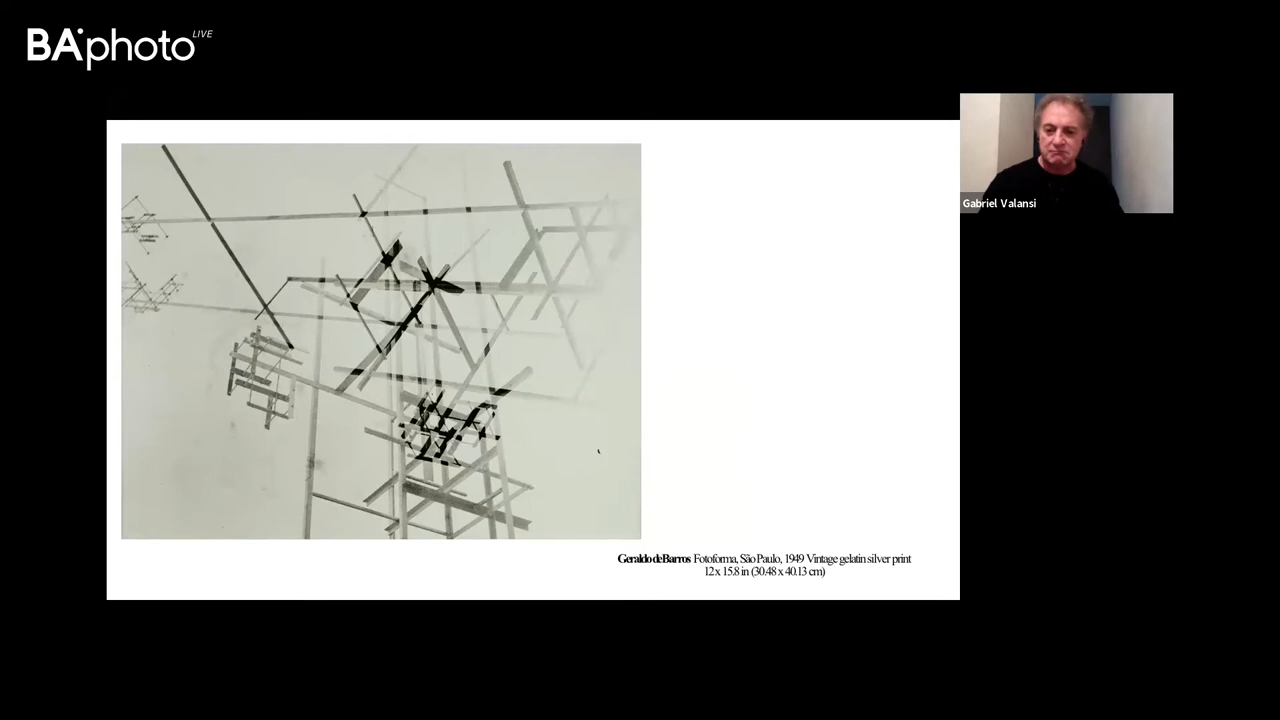 BAphoto LIVE
Gabriel Valansi
Geraldo de Barros Fotoforma, São Paulo, 1949 Vintage gelatin silver print
12 x 15.8 in (30.48 x 40.13 cm)